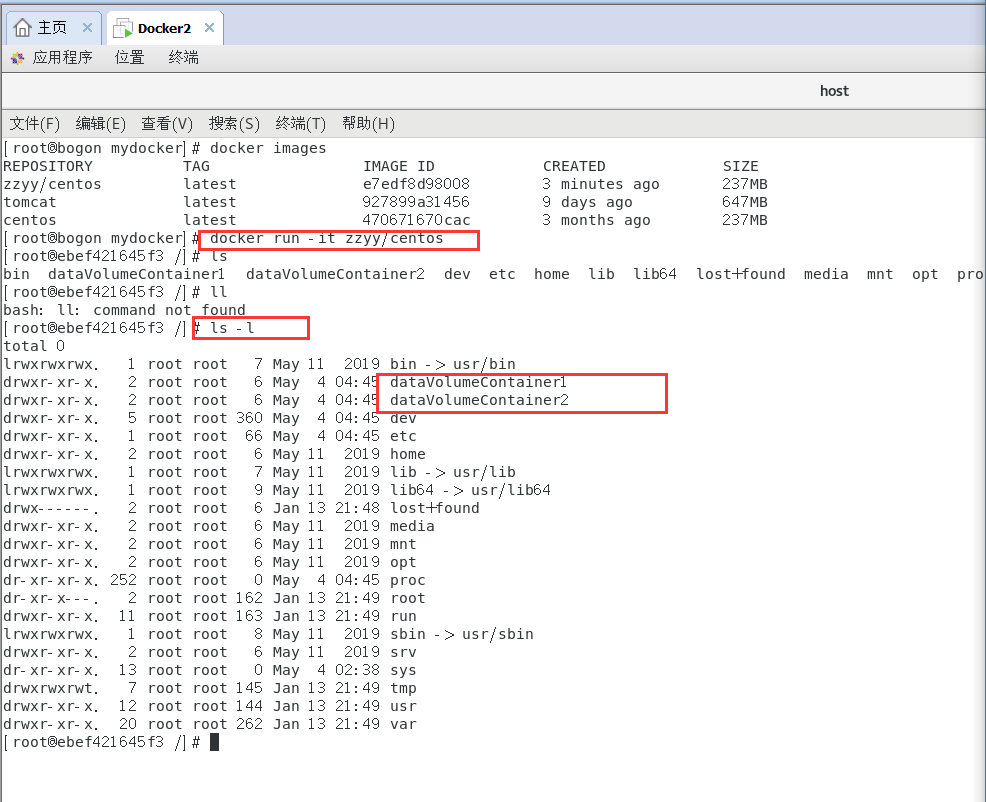 主页 × Docker2 ×
应用程序 位置 终端
host
文件(F) 编辑(E) 查看(V) 搜索(S) 终端(T) 帮助(H)
[root@bogon mydocker]# docker images
REPOSITORY TAG IMAGE ID CREATED SIZE
zzyy/centos latest e7edf8d98008 3 minutes ago 237MB
tomcat latest 927899a31456 9 days ago 647MB
centos latest 470671670cac 3 months ago 237MB
[root@bogon mydocker]# docker run -it zzyy/centos
[root@ebef421645f3 /]# ls
bin dataVolumeContainer1 dataVolumeContainer2 dev etc home lib lib64 lost+found media mnt opt pro
[root@ebef421645f3 /]# ll
bash: ll: command not found
[root@ebef421645f3 /]# ls -l
total 0
lrwxrwxrwx. 1 root root 7 May 11 2019 bin -> usr/bin
drwxr-xr-x. 2 root root 6 May 4 04:45 dataVolumeContainer1
drwxr-xr-x. 2 root root 6 May 4 04:45 dataVolumeContainer2
drwxr-xr-x. 5 root root 360 May 4 04:45 dev
drwxr-xr-x. 1 root root 66 May 4 04:45 etc
drwxr-xr-x. 2 root root 6 May 11 2019 home
lrwxrwxrwx. 1 root root 7 May 11 2019 lib -> usr/lib
lrwxrwxrwx. 1 root root 9 May 11 2019 lib64 -> usr/lib64
drwx------. 2 root root 6 Jan 13 21:48 lost+found
drwxr-xr-x. 2 root root 6 May 11 2019 media
drwxr-xr-x. 2 root root 6 May 11 2019 mnt
drwxr-xr-x. 2 root root 6 May 11 2019 opt
dr-xr-xr-x. 252 root root 0 May 4 04:45 proc
dr-xr-x---. 2 root root 162 Jan 13 21:49 root
drwxr-xr-x. 11 root root 163 Jan 13 21:49 run
lrwxrwxrwx. 1 root root 8 May 11 2019 sbin -> usr/sbin
drwxr-xr-x. 2 root root 6 May 11 2019 srv
dr-xr-xr-x. 13 root root 0 May 4 02:38 sys
drwxrwxrwt. 7 root root 145 Jan 13 21:49 tmp
drwxr-xr-x. 12 root root 144 Jan 13 21:49 usr
drwxr-xr-x. 20 root root 262 Jan 13 21:49 var
[root@ebef421645f3 /]#